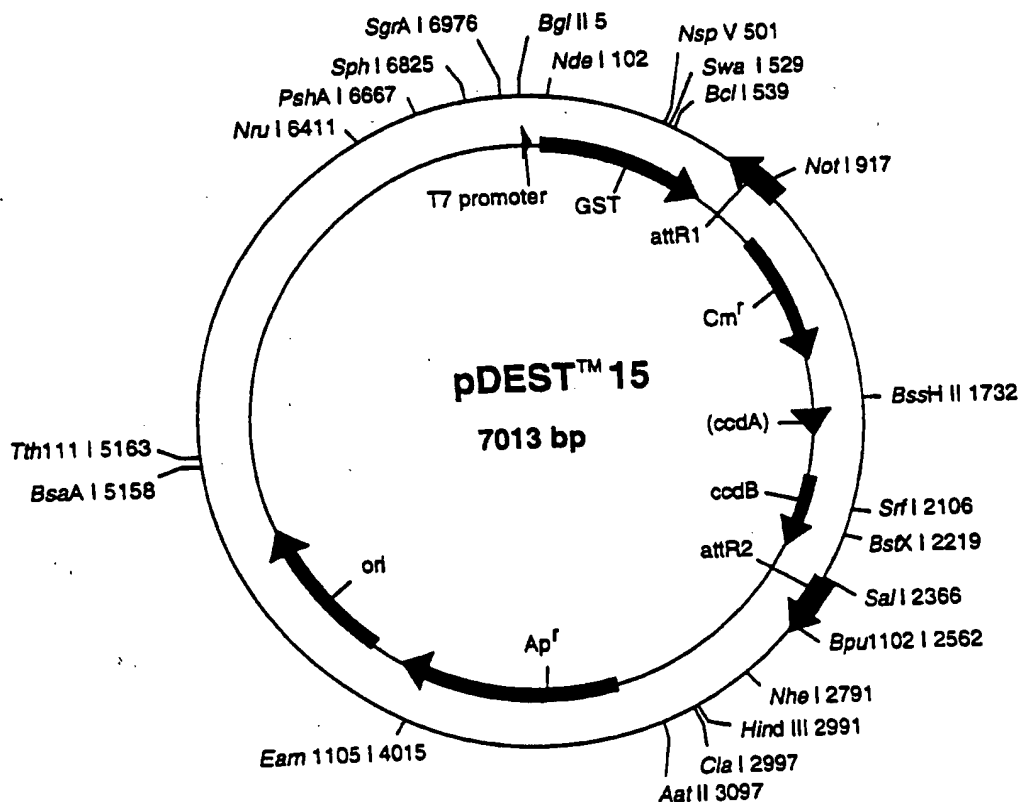 SgrA I 6976
Bgl II 5
Nsp V 501
Sph I 6825
Nde I 102
Swa I 529
PshA I 6667
Bcl I 539
Nru I 6411
Not I 917
T7 promoter
GST
attR1
Cmʳ
pDEST™ 15
7013 bp
BssH II 1732
(ccdA)
Tth111 I 5163
BsaA I 5158
ccdB
Srf I 2106
BstX I 2219
attR2
ori
Sal I 2366
Bpu1102 I 2562
Apʳ
Nhe I 2791
Hind III 2991
Eam 1105 I 4015
Cla I 2997
Aat II 3097